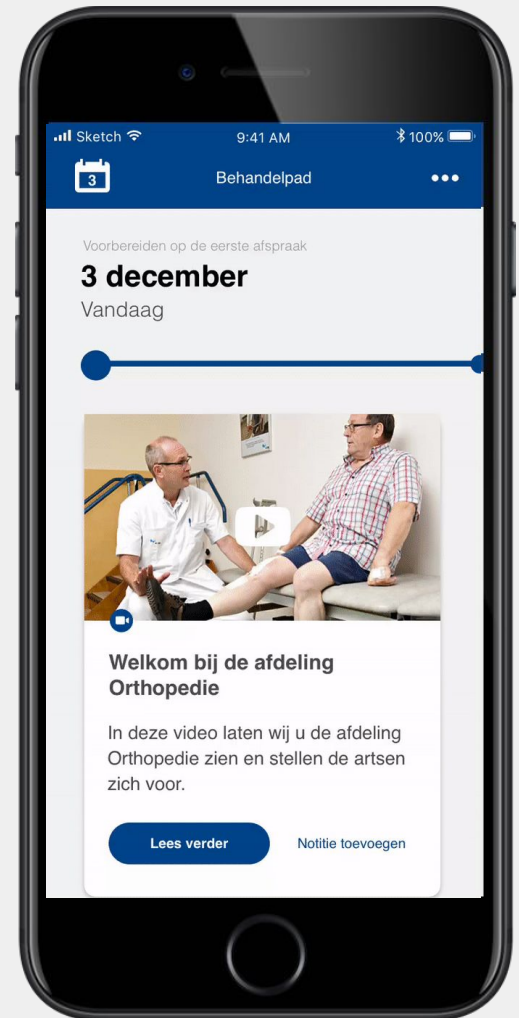 Sketch 9:41 AM 100%
3 Behandelpad
Voorbereiden op de eerste afspraak
3 december
Vandaag
Welkom bij de afdeling
Orthopedie
In deze video laten wij u de afdeling
Orthopedie zien en stellen de artsen
zich voor.
Lees verder Notitie toevoegen